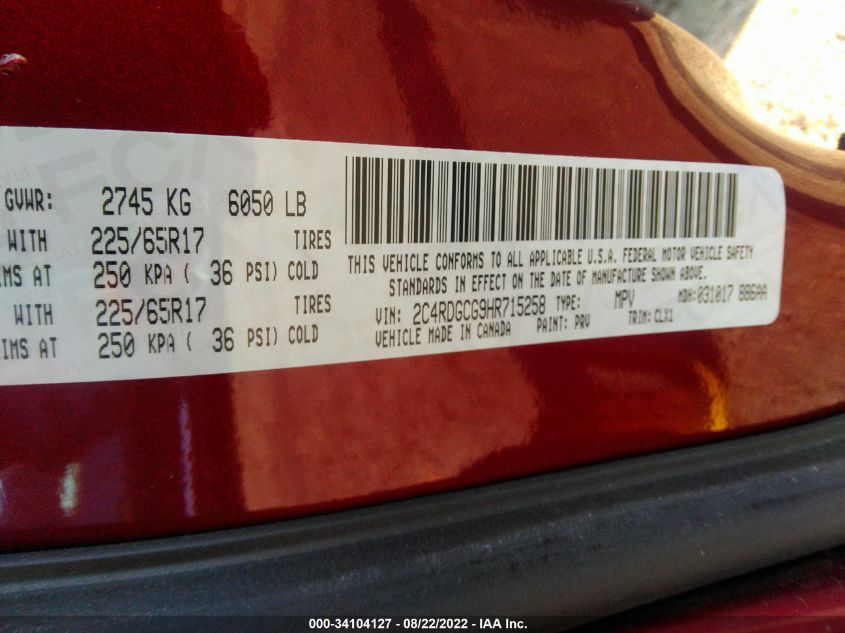 GVWR: 2745 KG 6050 LB
WITH 225/65R17 TIRES
IMS AT 250 KPA ( 36 PSI) COLD
WITH 225/65R17 TIRES
IMS AT 250 KPA ( 36 PSI) COLD
THIS VEHICLE CONFORMS TO ALL APPLICABLE U.S.A. FEDERAL MOTOR VEHICLE SAFETY
STANDARDS IN EFFECT ON THE DATE OF MANUFACTURE SHOWN ABOVE.
VIN: 2C4RDGCG9HR715258 TYPE: MPV MDH:031017 886AA
VEHICLE MADE IN CANADA PAINT: PRV TRIM: CLX1
000-34104127 - 08/22/2022 - IAA Inc.